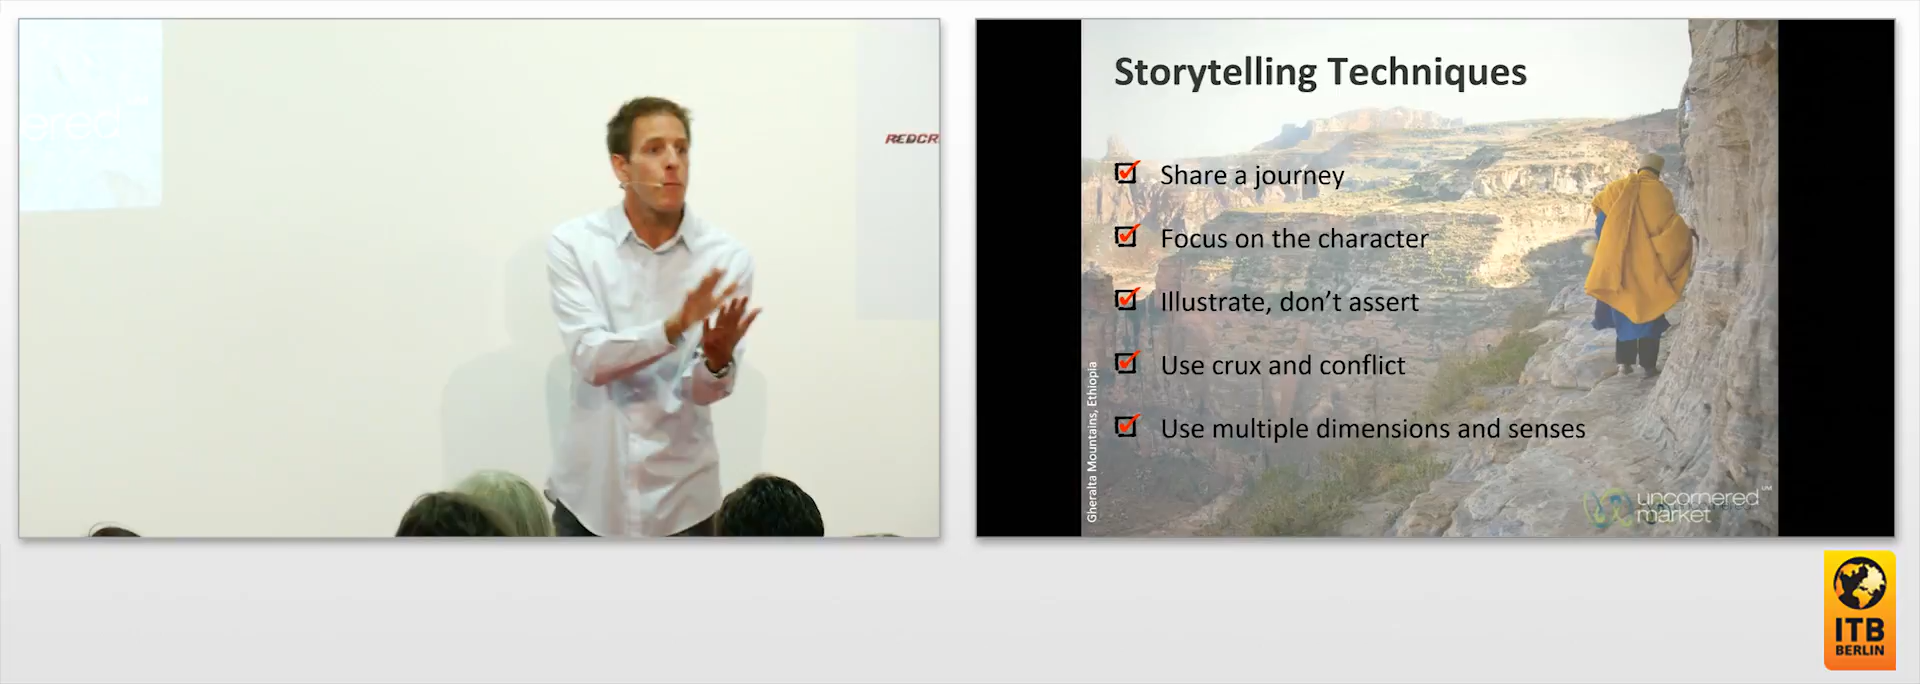 ered
REDCR
Storytelling Techniques
Share a journey
Focus on the character
Illustrate, don’t assert
Use crux and conflict
Use multiple dimensions and senses
Gheralta Mountains, Ethiopia
uncornered
market
ITB
BERLIN